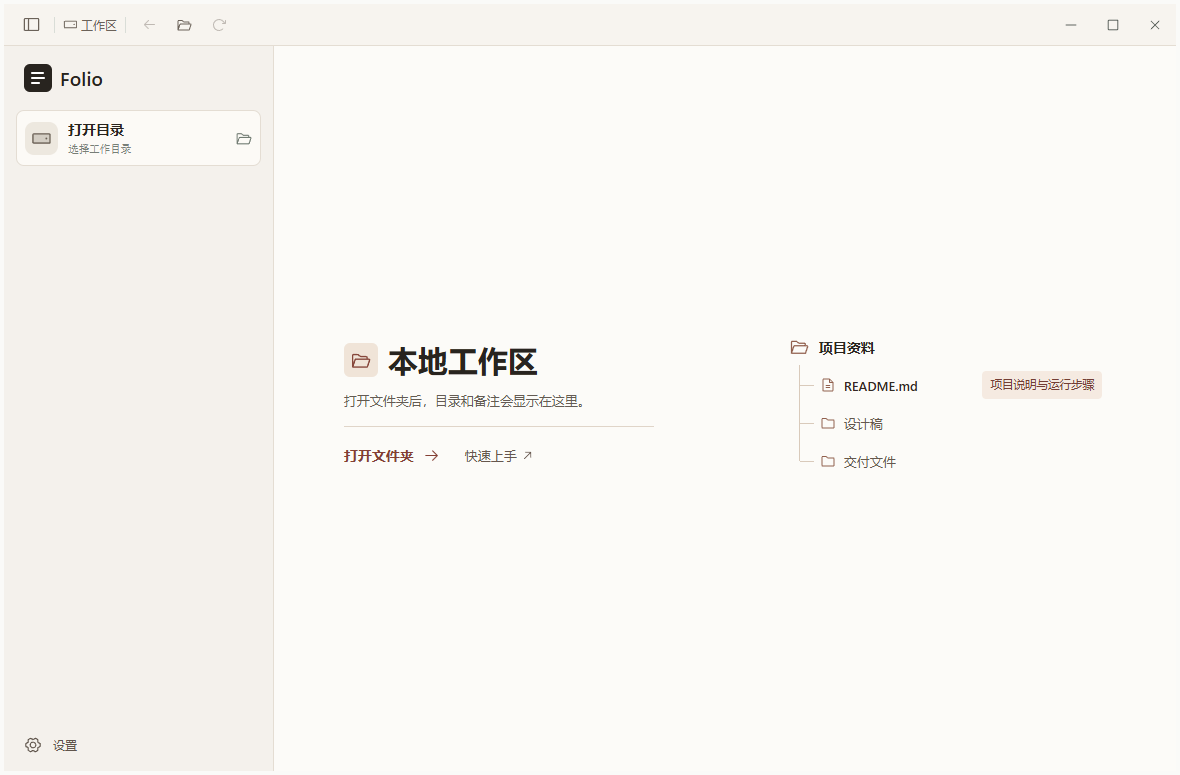 工作区
Folio
打开目录
选择工作目录
本地工作区
打开文件夹后，目录和备注会显示在这里。
打开文件夹
快速上手
项目资料
README.md
项目说明与运行步骤
设计稿
交付文件
设置